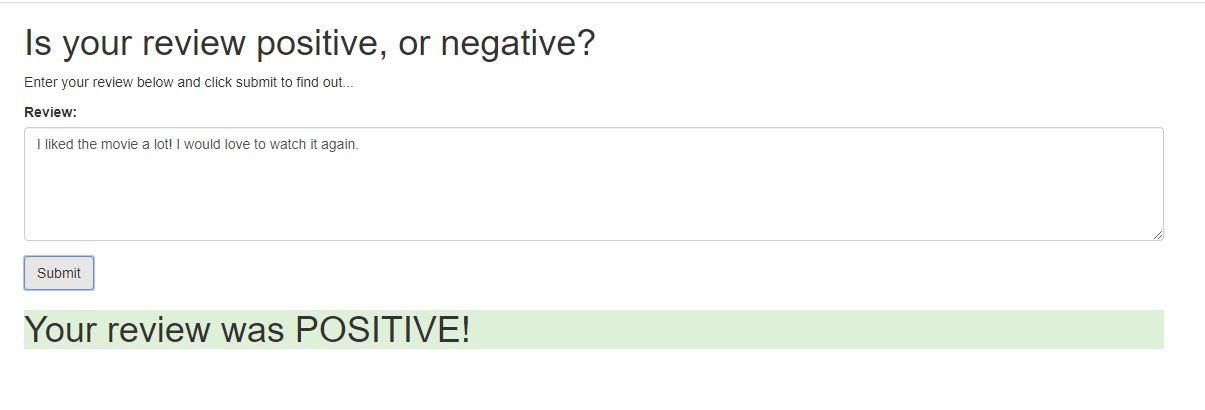 Is your review positive, or negative?
Enter your review below and click submit to find out...
Review:
I liked the movie a lot! I would love to watch it again.
Submit
Your review was POSITIVE!